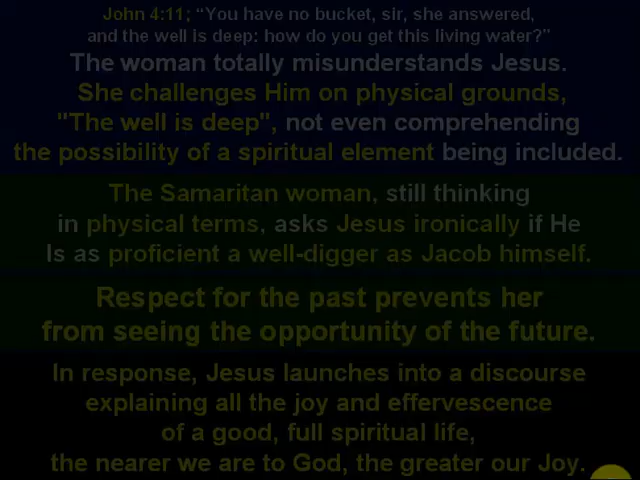 John 4:11; “You have no bucket, sir, she answered,
and the well is deep: how do you get this living water?”
The woman totally misunderstands Jesus.
She challenges Him on physical grounds,
"The well is deep", not even comprehending
the possibility of a spiritual element being included.
The Samaritan woman, still thinking
in physical terms, asks Jesus ironically if He
Is as proficient a well-digger as Jacob himself.
Respect for the past prevents her
from seeing the opportunity of the future.
In response, Jesus launches into a discourse
explaining all the joy and effervescence
of a good, full spiritual life,
the nearer we are to God, the greater our Joy.